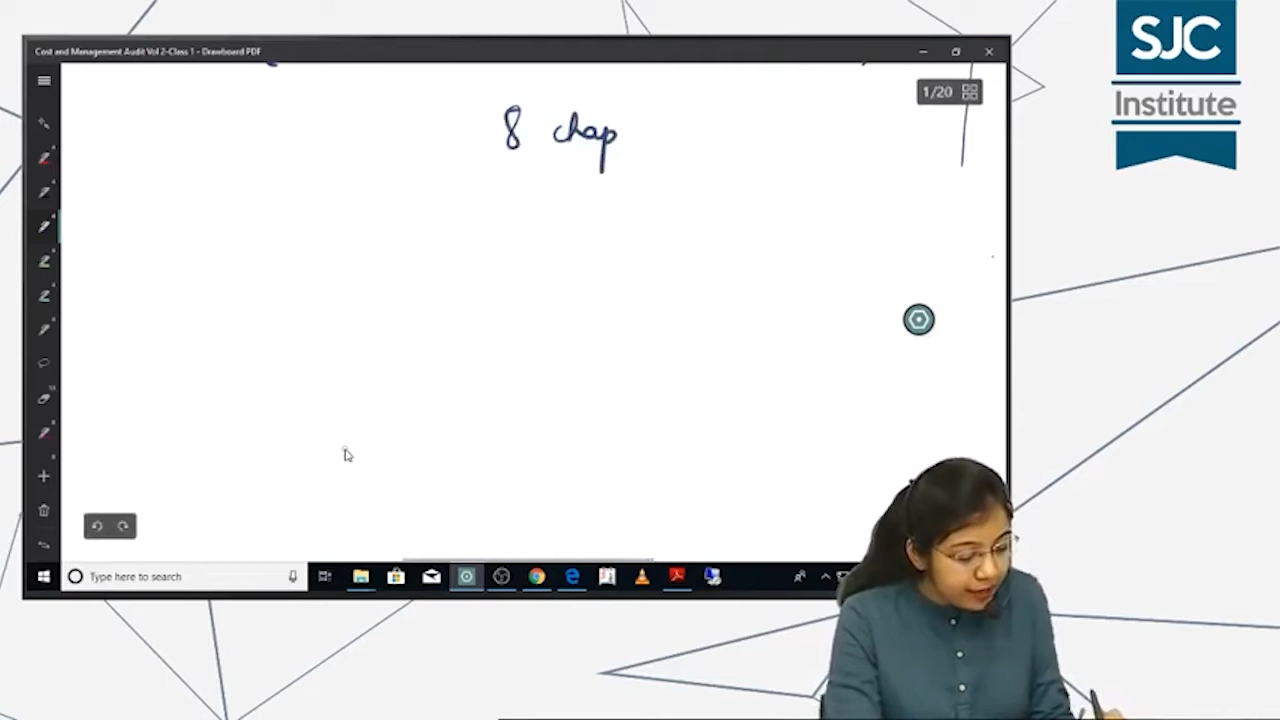 SJC
Institute
Cost and Management Audit Vol 2-Class 1 - Drawboard PDF
1/20
8 chap
Type here to search